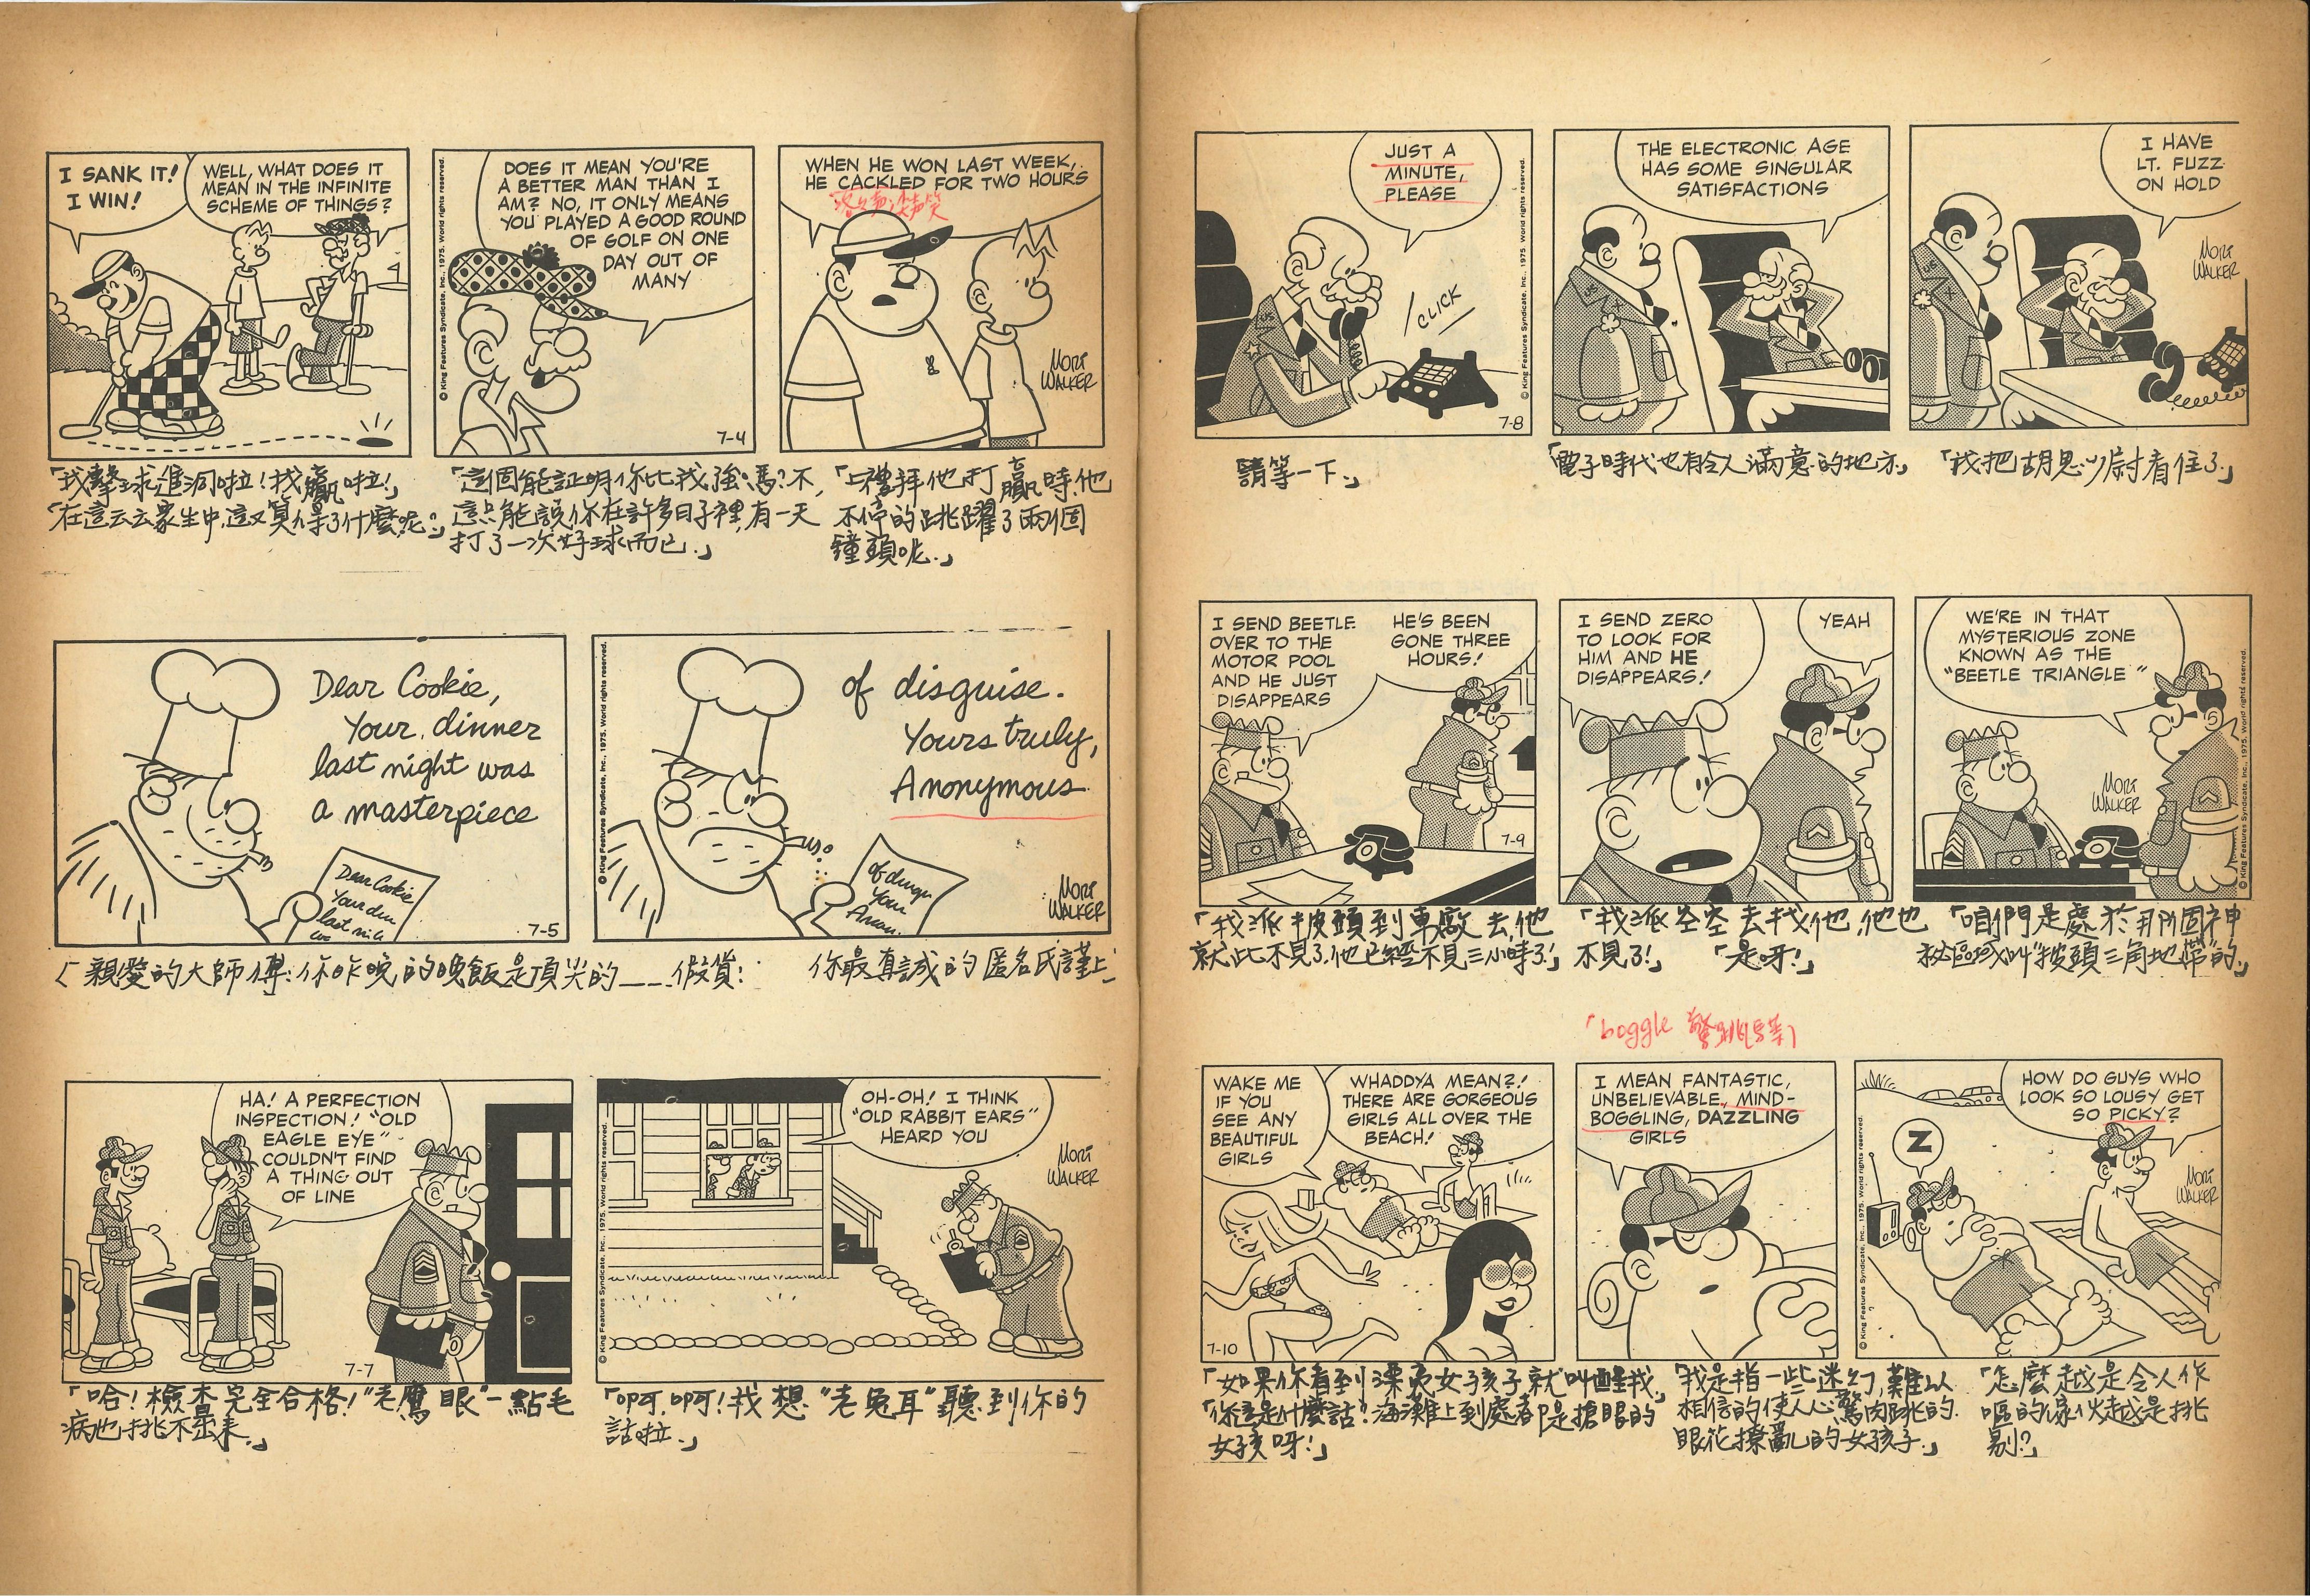 I SANK IT!
I WIN!
WELL, WHAT DOES IT
MEAN IN THE INFINITE
SCHEME OF THINGS?
© King Features Syndicate, Inc., 1975. World rights reserved.
DOES IT MEAN YOU'RE
A BETTER MAN THAN I
AM? NO, IT ONLY MEANS
YOU PLAYED A GOOD ROUND
OF GOLF ON ONE
DAY OUT OF
MANY
7-4
WHEN HE WON LAST WEEK,
HE CACKLED FOR TWO HOURS
MORT
WALKER
「我擊球進洞啦!我贏啦!」
「在這云云衆生中,這又算得了什麼呢?」
「這個能証明你比我強嗎?不,
這只能說你在許多日子裡,有一天
打了一次好球而已.」
「上禮拜他打贏時,他
不停的跳躍了兩個
鐘頭呢.」
Dear Cookie,
Your dinner
last night was
a masterpiece
Dear Cookie
Your din
last nig
7-5
© King Features Syndicate, Inc., 1975. World rights reserved.
of disguise.
Yours truly,
Anonymous
MORT
WALKER
親愛的大師傅:你昨晚的晚飯是頂尖的___假貨! 你最真誠的匿名氏謹上
HA! A PERFECTION
INSPECTION! "OLD
EAGLE EYE"
COULDN'T FIND
A THING OUT
OF LINE
7-7
© King Features Syndicate, Inc., 1975. World rights reserved.
OH-OH! I THINK
"OLD RABBIT EARS"
HEARD YOU
MORT
WALKER
「哈!檢查完全合格!"老鷹眼"一點毛
病也挑不出來.」
「啊,啊!我想"老兔耳"聽到你的
話啦.」
JUST A
MINUTE,
PLEASE
CLICK
7-8
© King Features Syndicate, Inc., 1975. World rights reserved.
THE ELECTRONIC AGE
HAS SOME SINGULAR
SATISFACTIONS
I HAVE
LT. FUZZ
ON HOLD
MORT
WALKER
US
請等一下.」
「電子時代也有令人滿意的地方」
「我把胡思少尉看住了.」
I SEND BEETLE
OVER TO THE
MOTOR POOL
AND HE JUST
DISAPPEARS
HE'S BEEN
GONE THREE
HOURS!
7-9
I SEND ZERO
TO LOOK FOR
HIM AND HE
DISAPPEARS!
YEAH
WE'RE IN THAT
MYSTERIOUS ZONE
KNOWN AS THE
"BEETLE TRIANGLE"
MORT
WALKER
© King Features Syndicate, Inc., 1975. World rights reserved.
「我派披頭到車廠去,他
就此不見了.他已經不見三小時了」
「我派空空去找他,他也
不見了!」 「是呀!」
「咱們是處於那個神
秘區域叫"披頭三角地帶"的.」
「boggle
WAKE ME
IF YOU
SEE ANY
BEAUTIFUL
GIRLS
WHADDYA MEAN?!
THERE ARE GORGEOUS
GIRLS ALL OVER THE
BEACH!
7-10
I MEAN FANTASTIC,
UNBELIEVABLE, MIND-
BOGGLING, DAZZLING
GIRLS
© King Features Syndicate, Inc., 1975. World rights reserved.
Z
HOW DO GUYS WHO
LOOK SO LOUSY GET
SO PICKY?
MORT
WALKER
「如果你看到漂亮女孩子就叫醒我.」
「你這是什麼話?海灘上到處都是搶眼的
女孩呀!」
「我是指一些迷幻,難以
相信的使人心驚肉跳的.
眼花撩亂的女孩子.」
「怎麼越是令人作
嘔的傢伙越是挑
剔?」